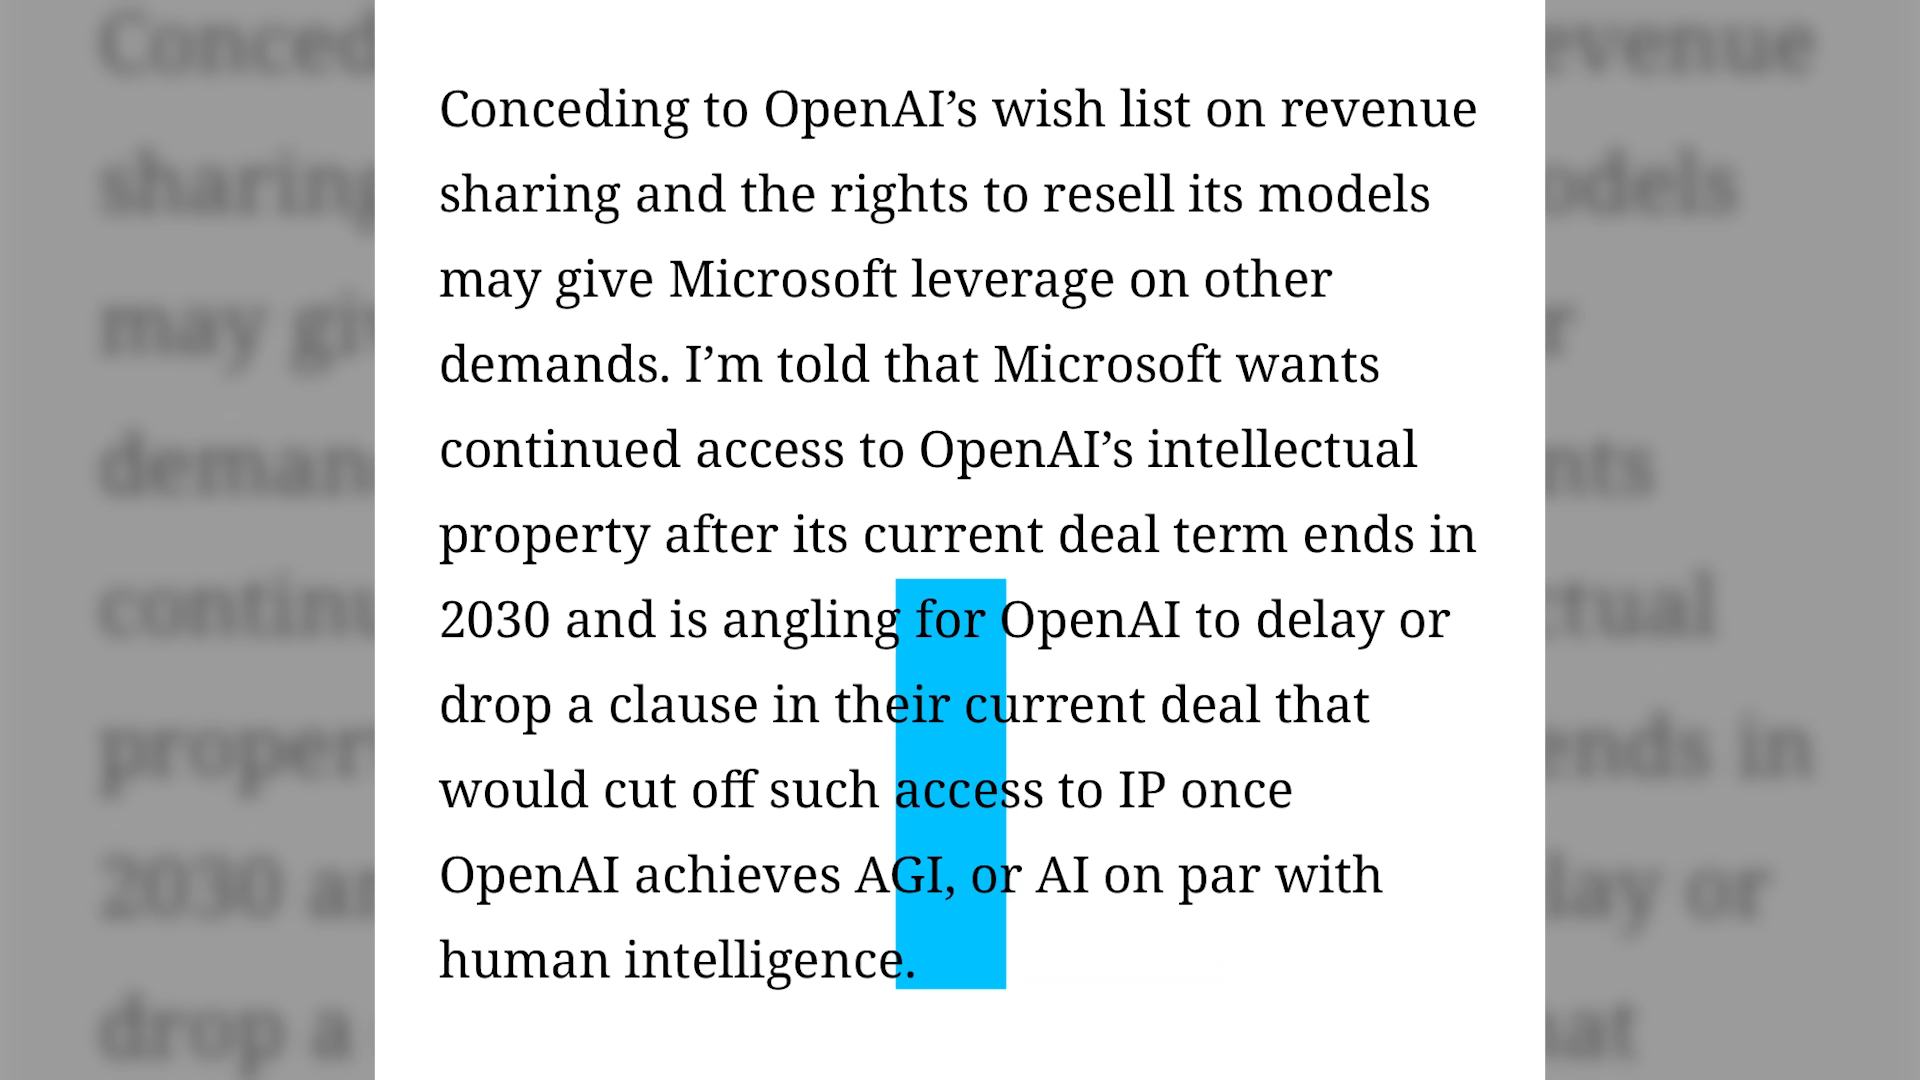 Conceding to OpenAI’s wish list on revenue
sharing and the rights to resell its models
may give Microsoft leverage on other
demands. I’m told that Microsoft wants
continued access to OpenAI’s intellectual
property after its current deal term ends in
2030 and is angling for OpenAI to delay or
drop a clause in their current deal that
would cut off such access to IP once
OpenAI achieves AGI, or AI on par with
human intelligence.